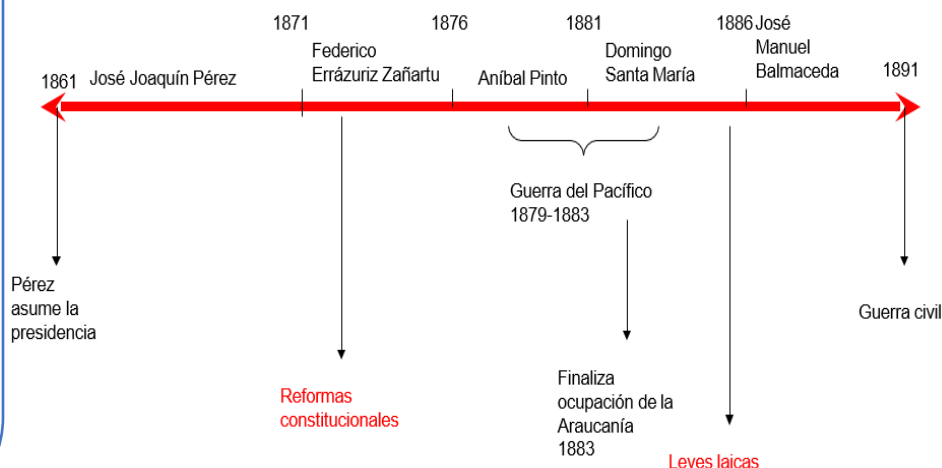 1871
1876
1881
1886 José
Manuel
Balmaceda
Federico
Errázuriz Zañartu
Domingo
Santa María
1861
José Joaquín Pérez
Aníbal Pinto
1891
Guerra del Pacífico
1879-1883
Pérez
asume la
presidencia
Guerra civil
Reformas
constitucionales
Finaliza
ocupación de la
Araucanía
1883
Leyes laicas